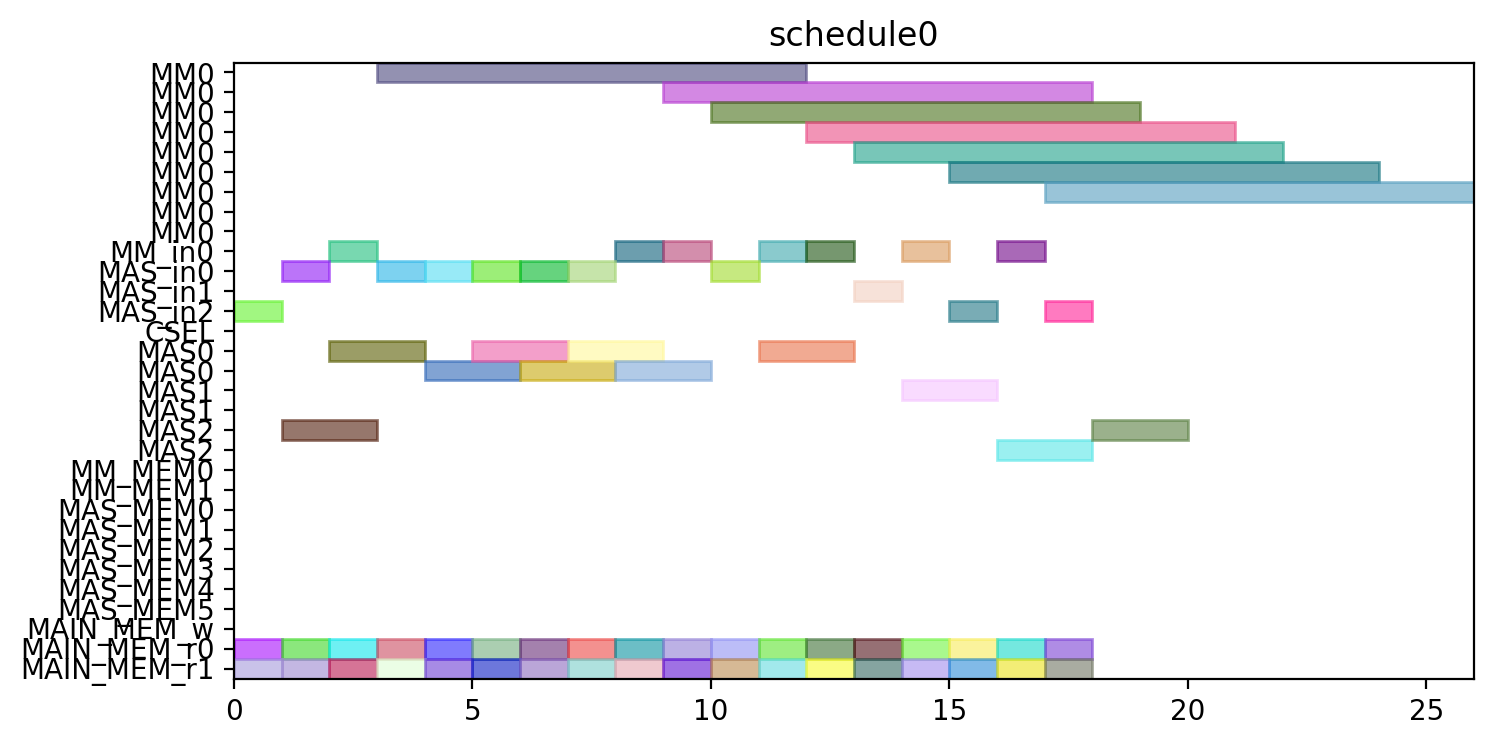 schedule0
MM0
MM0
MM0
MM0
MM0
MM0
MM0
MM0
MM0
MM_in0
MAS_in0
MAS_in1
MAS_in2
CSEL
MAS0
MAS0
MAS1
MAS1
MAS2
MAS2
MM_MEM0
MM_MEM1
MAS_MEM0
MAS_MEM1
MAS_MEM2
MAS_MEM3
MAS_MEM4
MAS_MEM5
MAIN_MEM_w
MAIN_MEM_r0
MAIN_MEM_r1
0 5 10 15 20 25